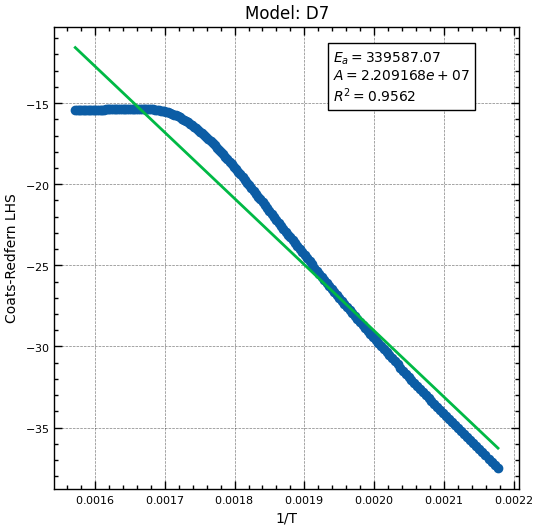 Model: D7
E_a = 339587.07
A = 2.209168e + 07
R² = 0.9562
Coats-Redfern LHS
−15
−20
−25
−30
−35
0.0016 0.0017 0.0018 0.0019 0.0020 0.0021 0.0022
1/T